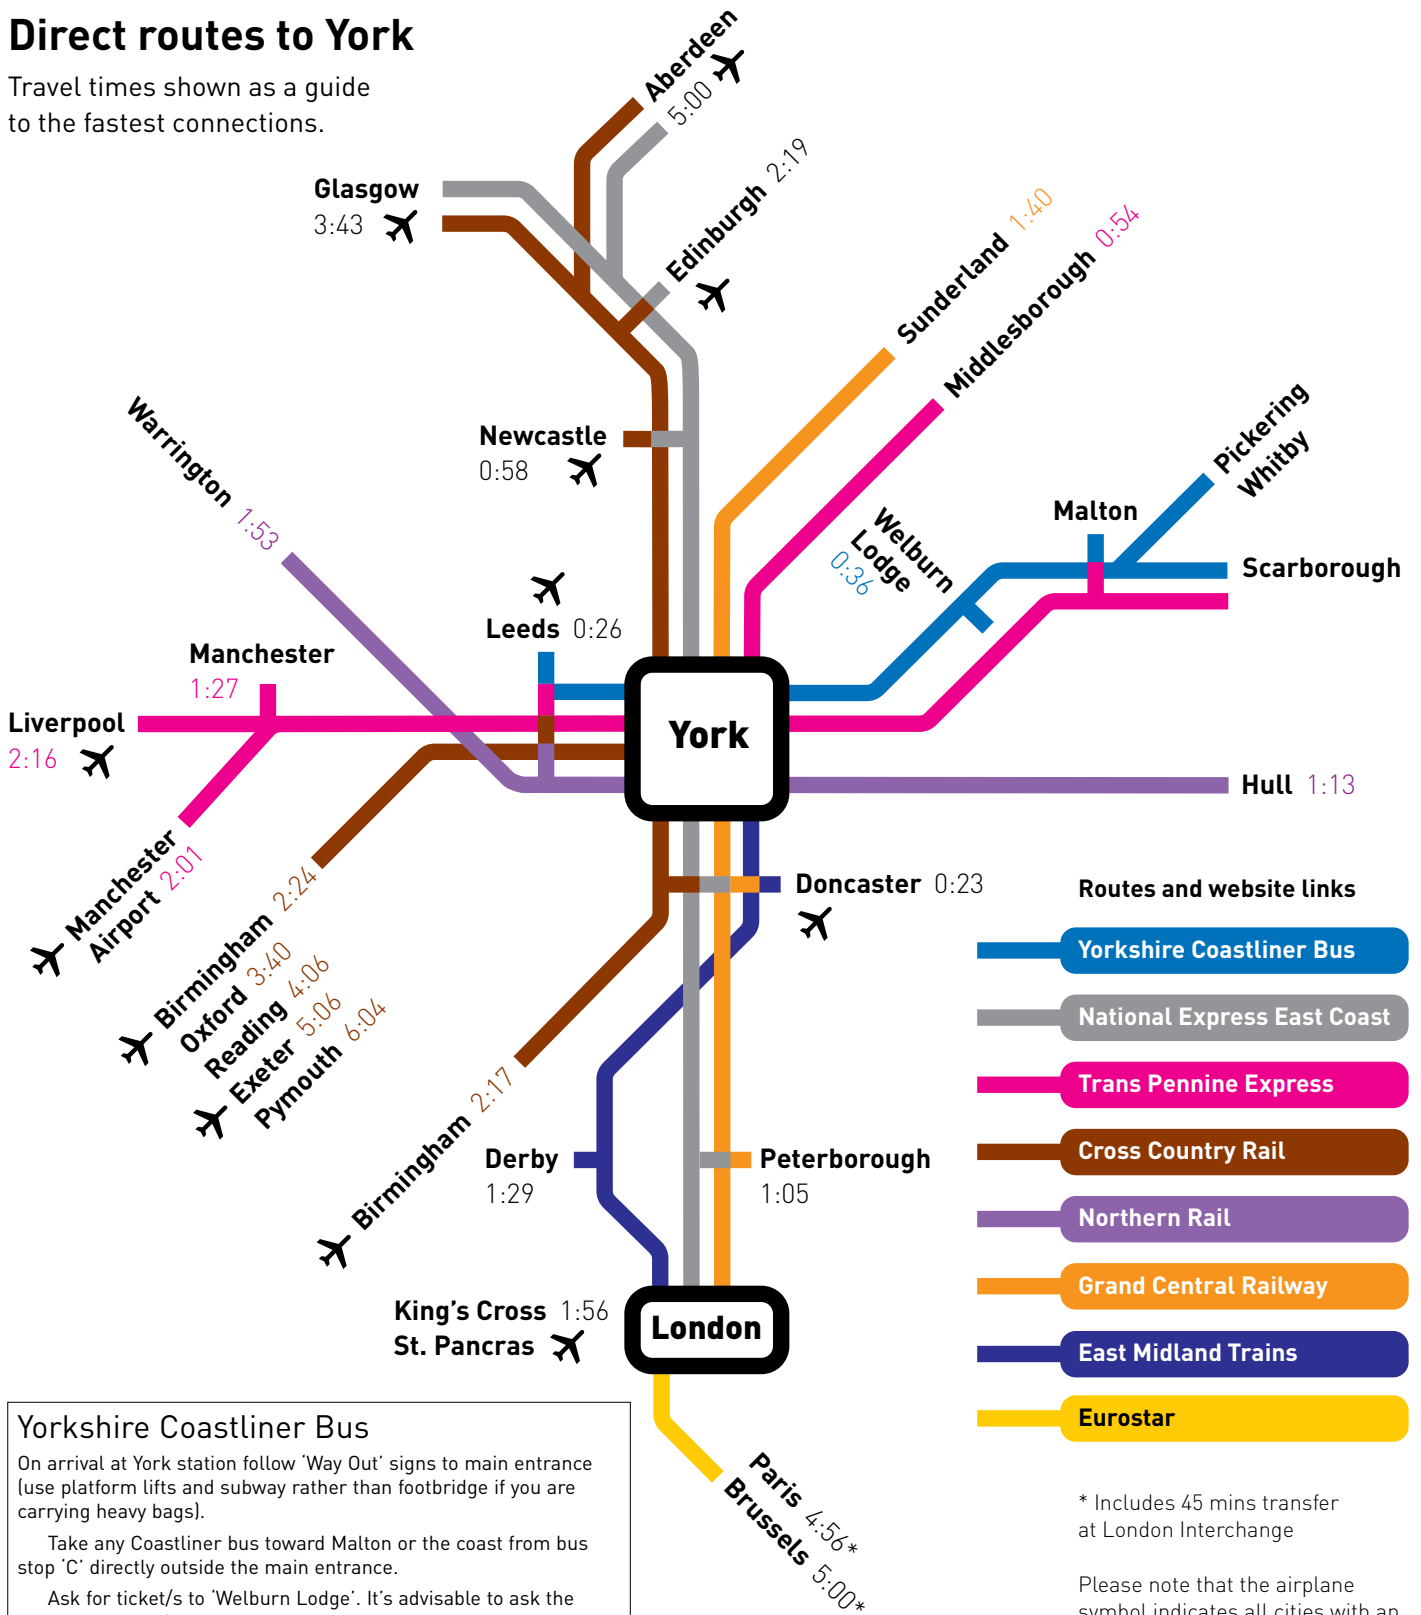 Direct routes to York
Travel times shown as a guide
to the fastest connections.
Aberdeen
5:00
Glasgow
3:43
Edinburgh 2:19
Sunderland 1:40
Middlesborough 0:54
Newcastle
0:58
Warrington 1:53
Pickering
Whitby
Malton
Welburn
Lodge
0:36
Scarborough
Leeds 0:26
Manchester
1:27
Liverpool
2:16
York
Hull 1:13
Manchester
Airport 2:01
Birmingham 2:24
Oxford 3:40
Reading 4:06
Exeter 5:06
Pymouth 6:04
Doncaster 0:23
Birmingham 2:17
Derby
1:29
Peterborough
1:05
King's Cross 1:56
St. Pancras
London
Paris 4:56*
Brussels 5:00*
Routes and website links
Yorkshire Coastliner Bus
National Express East Coast
Trans Pennine Express
Cross Country Rail
Northern Rail
Grand Central Railway
East Midland Trains
Eurostar
* Includes 45 mins transfer
at London Interchange
Please note that the airplane
symbol indicates all cities with an
Yorkshire Coastliner Bus
On arrival at York station follow ‘Way Out’ signs to main entrance
(use platform lifts and subway rather than footbridge if you are
carrying heavy bags).
Take any Coastliner bus toward Malton or the coast from bus
stop ‘C’ directly outside the main entrance.
Ask for ticket/s to ‘Welburn Lodge’. It’s advisable to ask the